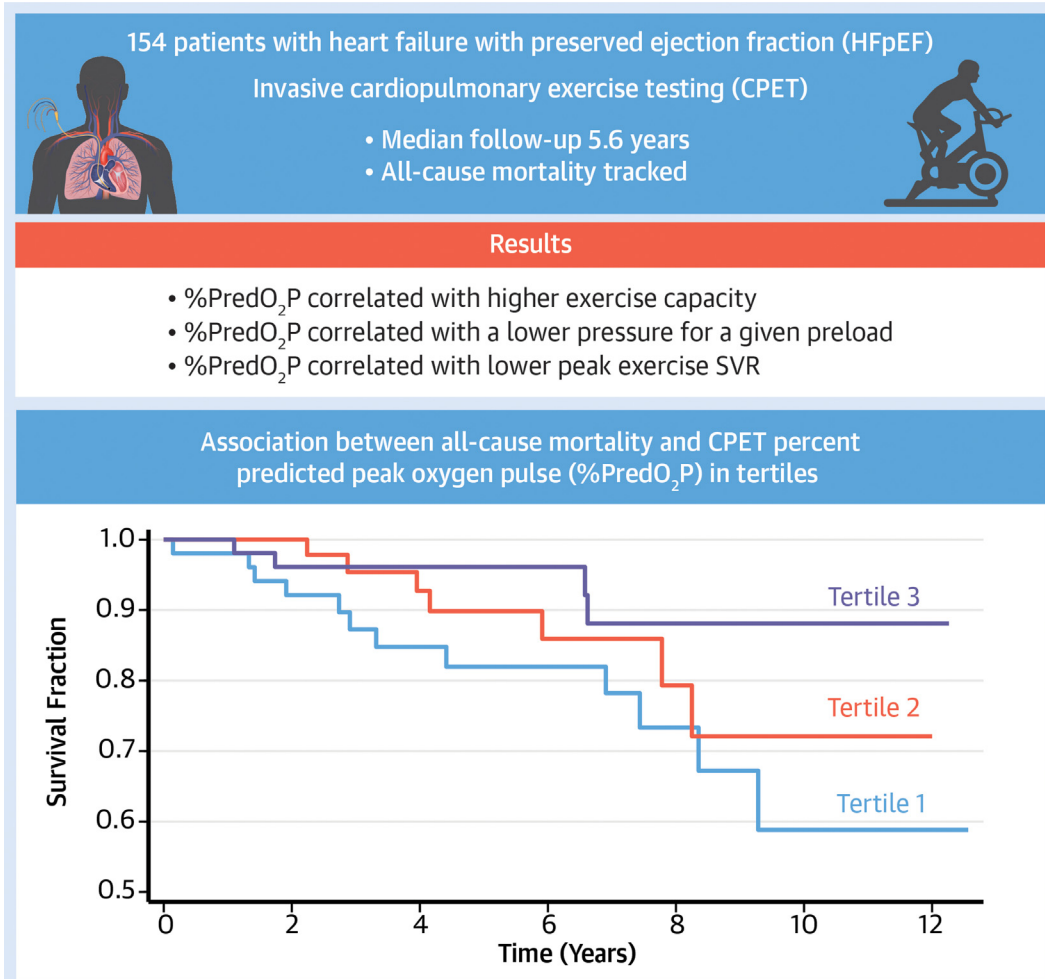 154 patients with heart failure with preserved ejection fraction (HFpEF)
Invasive cardiopulmonary exercise testing (CPET)
• Median follow-up 5.6 years
• All-cause mortality tracked
Results
• %PredO₂P correlated with higher exercise capacity
• %PredO₂P correlated with a lower pressure for a given preload
• %PredO₂P correlated with lower peak exercise SVR
Association between all-cause mortality and CPET percent
predicted peak oxygen pulse (%PredO₂P) in tertiles
Survival Fraction
1.0
0.9
0.8
0.7
0.6
0.5
Tertile 3
Tertile 2
Tertile 1
0 2 4 6 8 10 12
Time (Years)